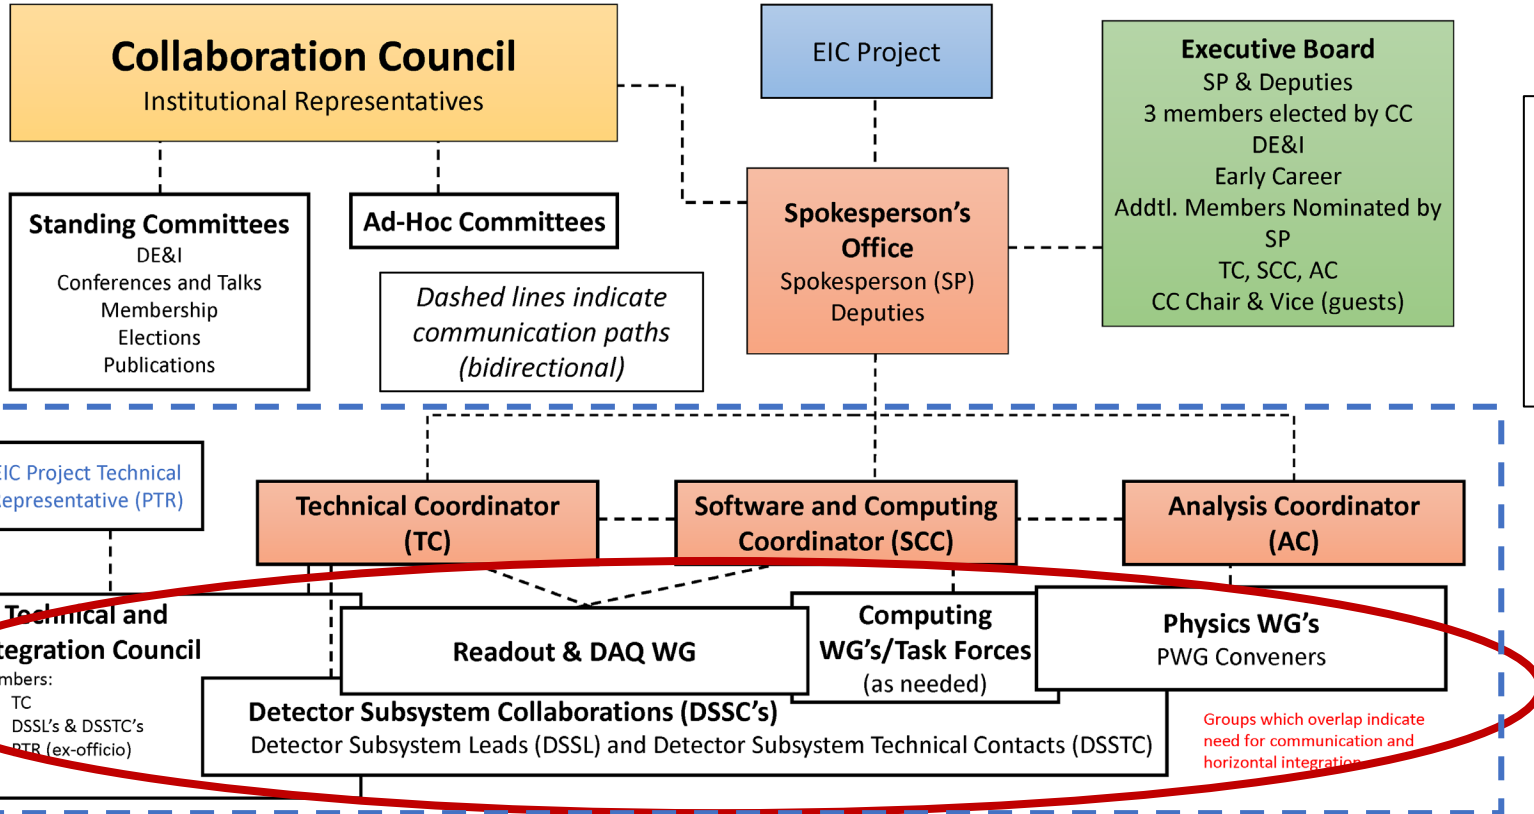 Collaboration Council
Institutional Representatives
EIC Project
Executive Board
SP & Deputies
3 members elected by CC
DE&I
Early Career
Addtl. Members Nominated by
SP
TC, SCC, AC
CC Chair & Vice (guests)
Standing Committees
DE&I
Conferences and Talks
Membership
Elections
Publications
Ad-Hoc Committees
Dashed lines indicate
communication paths
(bidirectional)
Spokesperson’s
Office
Spokesperson (SP)
Deputies
EIC Project Technical
epresentative (PTR)
Technical Coordinator
(TC)
Software and Computing
Coordinator (SCC)
Analysis Coordinator
(AC)
Technical and
tegration Council
mbers:
TC
DSSL’s & DSSTC’s
PTR (ex-officio)
Readout & DAQ WG
Computing
WG’s/Task Forces
(as needed)
Physics WG’s
PWG Conveners
Detector Subsystem Collaborations (DSSC’s)
Detector Subsystem Leads (DSSL) and Detector Subsystem Technical Contacts (DSSTC)
Groups which overlap indicate
need for communication and
horizontal integration